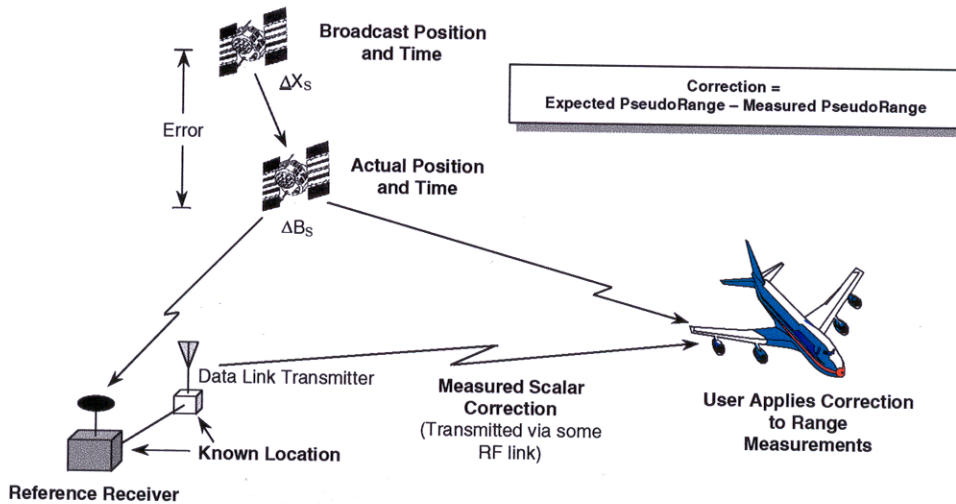 Broadcast Position
and Time
ΔXS
Correction =
Expected PseudoRange – Measured PseudoRange
Error
Actual Position
and Time
ΔBS
Data Link Transmitter
Measured Scalar
Correction
(Transmitted via some
RF link)
User Applies Correction
to Range
Measurements
Known Location
Reference Receiver